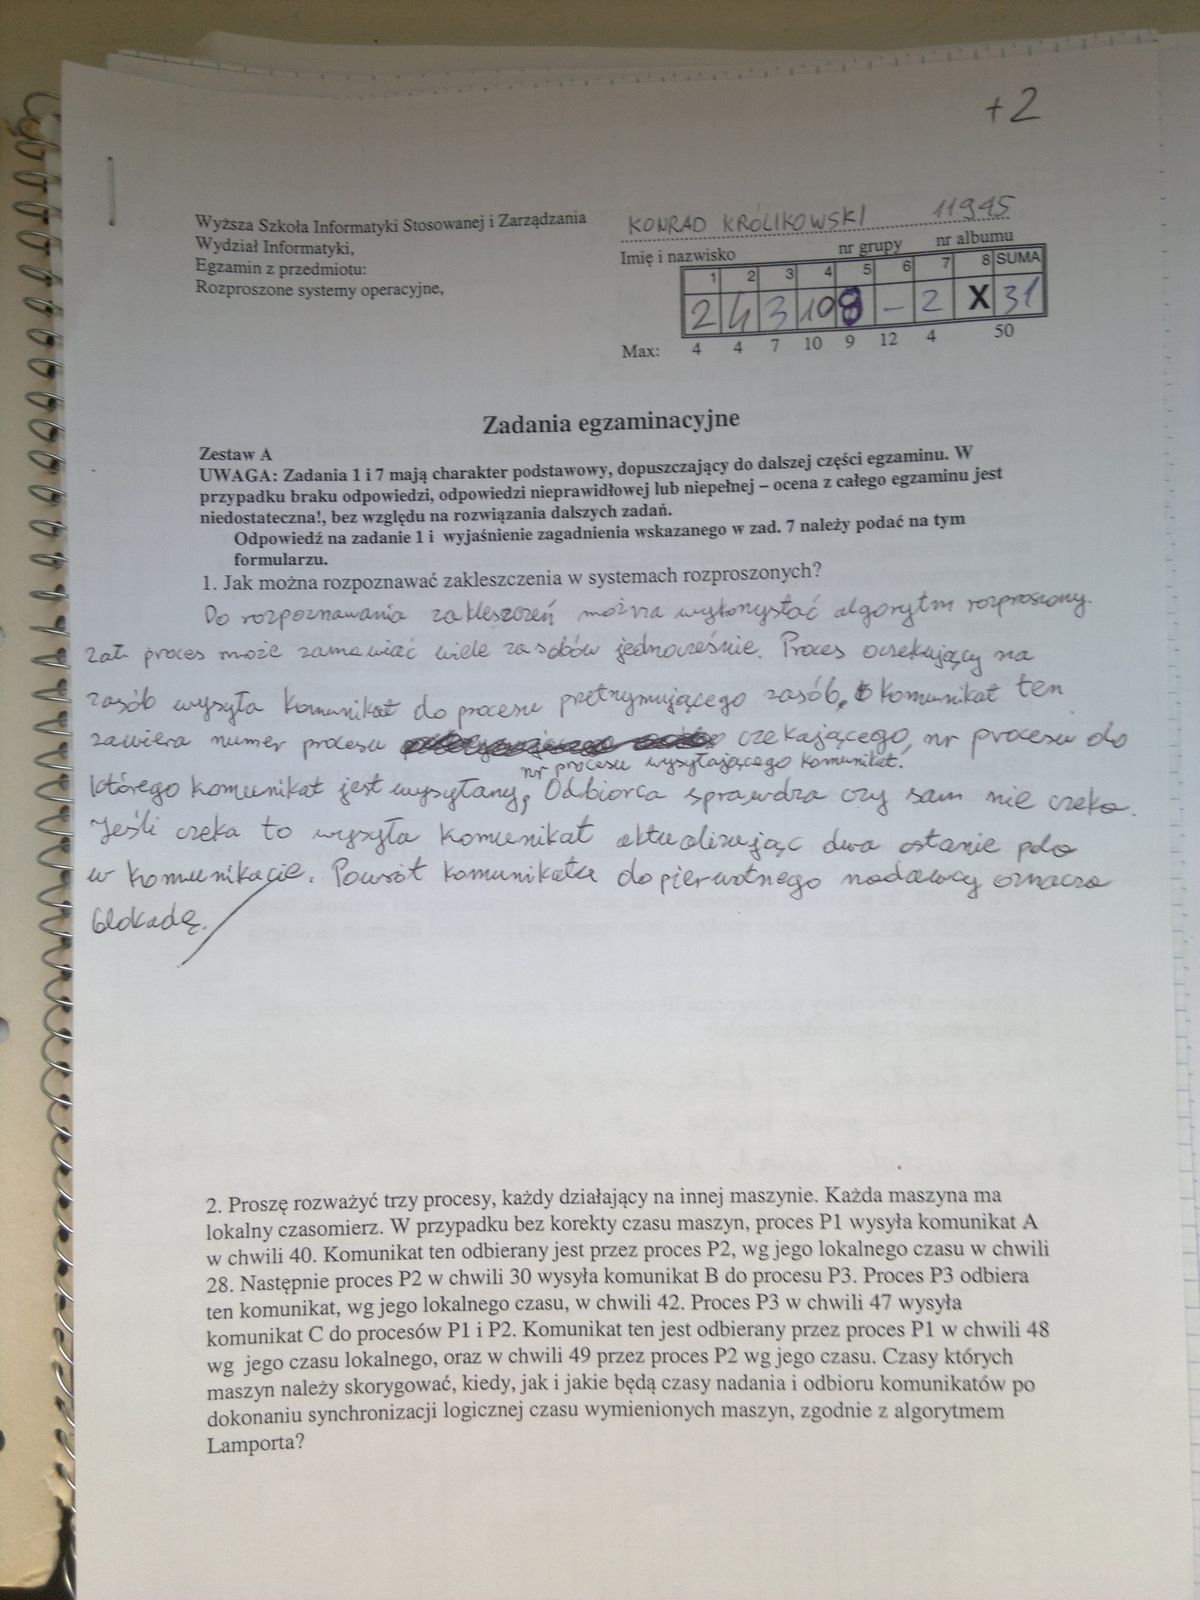 +2
Wyższa Szkoła Informatyki Stosowanej i Zarządzania
Wydział Informatyki,
Egzamin z przedmiotu:
Rozproszone systemy operacyjne,
KONRAD KRÓLIKOWSKI 11945
Imię i nazwisko nr grupy nr albumu
1 2 3 4 5 6 7 8 SUMA
2 4 3 10 8 - 2 X 31
Max: 4 4 7 10 9 12 4 50
Zadania egzaminacyjne
Zestaw A
UWAGA: Zadania 1 i 7 mają charakter podstawowy, dopuszczający do dalszej części egzaminu. W
przypadku braku odpowiedzi, odpowiedzi nieprawidłowej lub niepełnej – ocena z całego egzaminu jest
niedostateczna!, bez względu na rozwiązania dalszych zadań.
Odpowiedź na zadanie 1 i wyjaśnienie zagadnienia wskazanego w zad. 7 należy podać na tym
formularzu.
1. Jak można rozpoznawać zakleszczenia w systemach rozproszonych?
Do rozpoznawania zakleszczeń można wykorzystać algorytm rozproszony.
Zał. proces może zamawiać wiele zasobów jednocześnie. Proces oczekujący na
zasób wysyła komunikat do procesu przetrzymującego zasób, komunikat ten
zawiera numer procesu czekającego, nr procesu do
nr procesu wysyłającego komunikat.
którego komunikat jest wysyłany, Odbiorca sprawdza czy sam nie czeka.
Jeśli czeka to wysyła komunikat aktualizując dwa ostanie pola
w komunikacie. Powrót komunikatu do pierwotnego nadawcy oznacza
blokadę.
2. Proszę rozważyć trzy procesy, każdy działający na innej maszynie. Każda maszyna ma
lokalny czasomierz. W przypadku bez korekty czasu maszyn, proces P1 wysyła komunikat A
w chwili 40. Komunikat ten odbierany jest przez proces P2, wg jego lokalnego czasu w chwili
28. Następnie proces P2 w chwili 30 wysyła komunikat B do procesu P3. Proces P3 odbiera
ten komunikat, wg jego lokalnego czasu, w chwili 42. Proces P3 w chwili 47 wysyła
komunikat C do procesów P1 i P2. Komunikat ten jest odbierany przez proces P1 w chwili 48
wg jego czasu lokalnego, oraz w chwili 49 przez proces P2 wg jego czasu. Czasy których
maszyn należy skorygować, kiedy, jak i jakie będą czasy nadania i odbioru komunikatów po
dokonaniu synchronizacji logicznej czasu wymienionych maszyn, zgodnie z algorytmem
Lamporta?